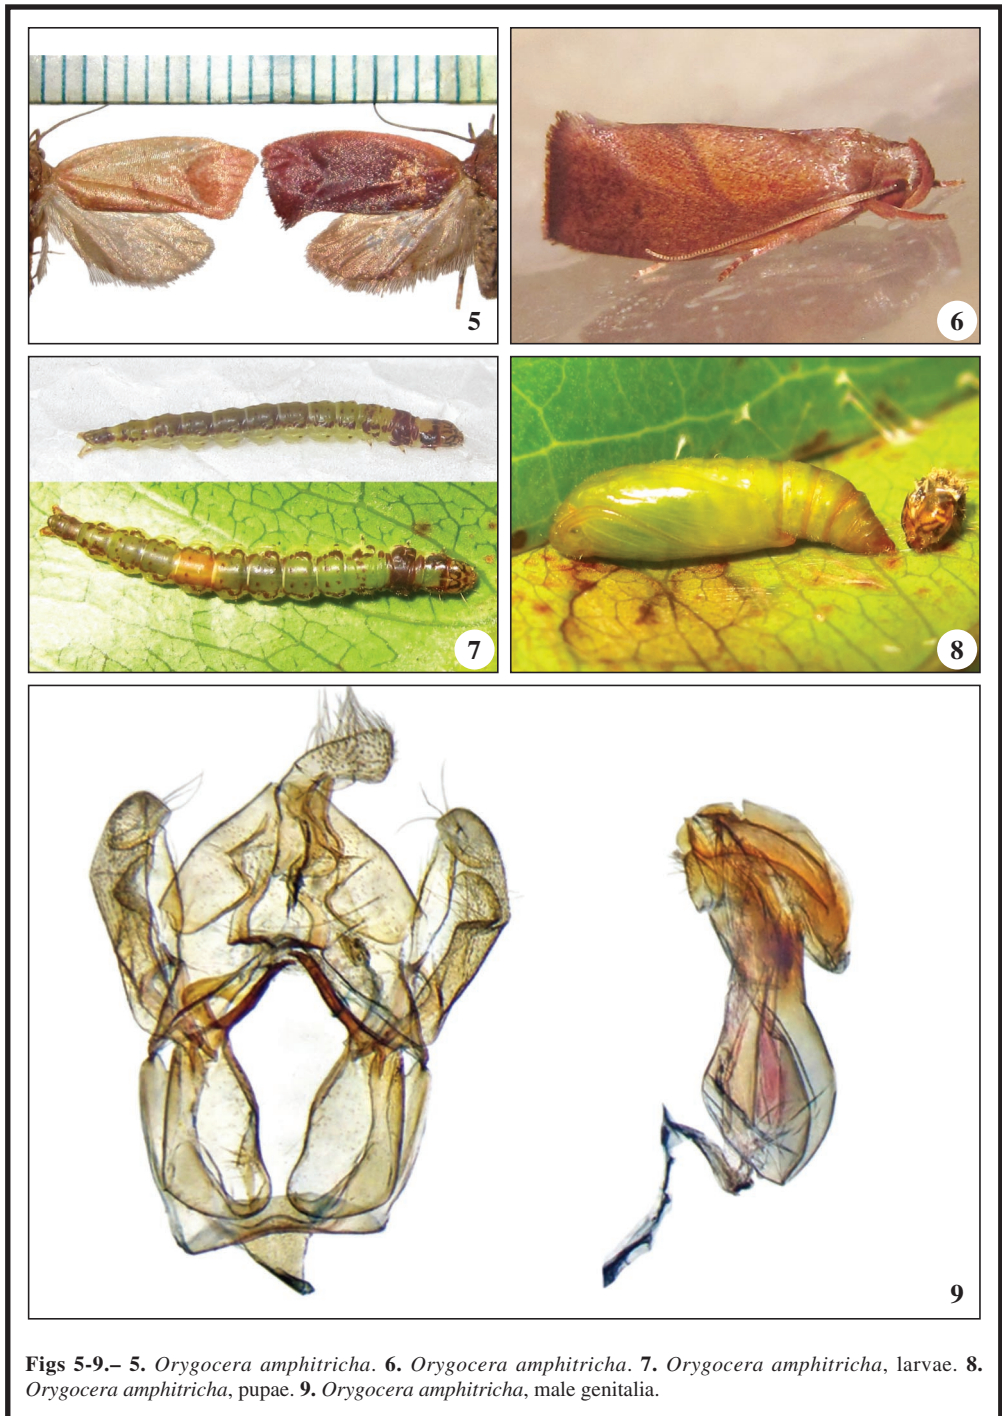 5
6
7
8
9
Figs 5-9.– 5. Orygocera amphitricha. 6. Orygocera amphitricha. 7. Orygocera amphitricha, larvae. 8.
Orygocera amphitricha, pupae. 9. Orygocera amphitricha, male genitalia.